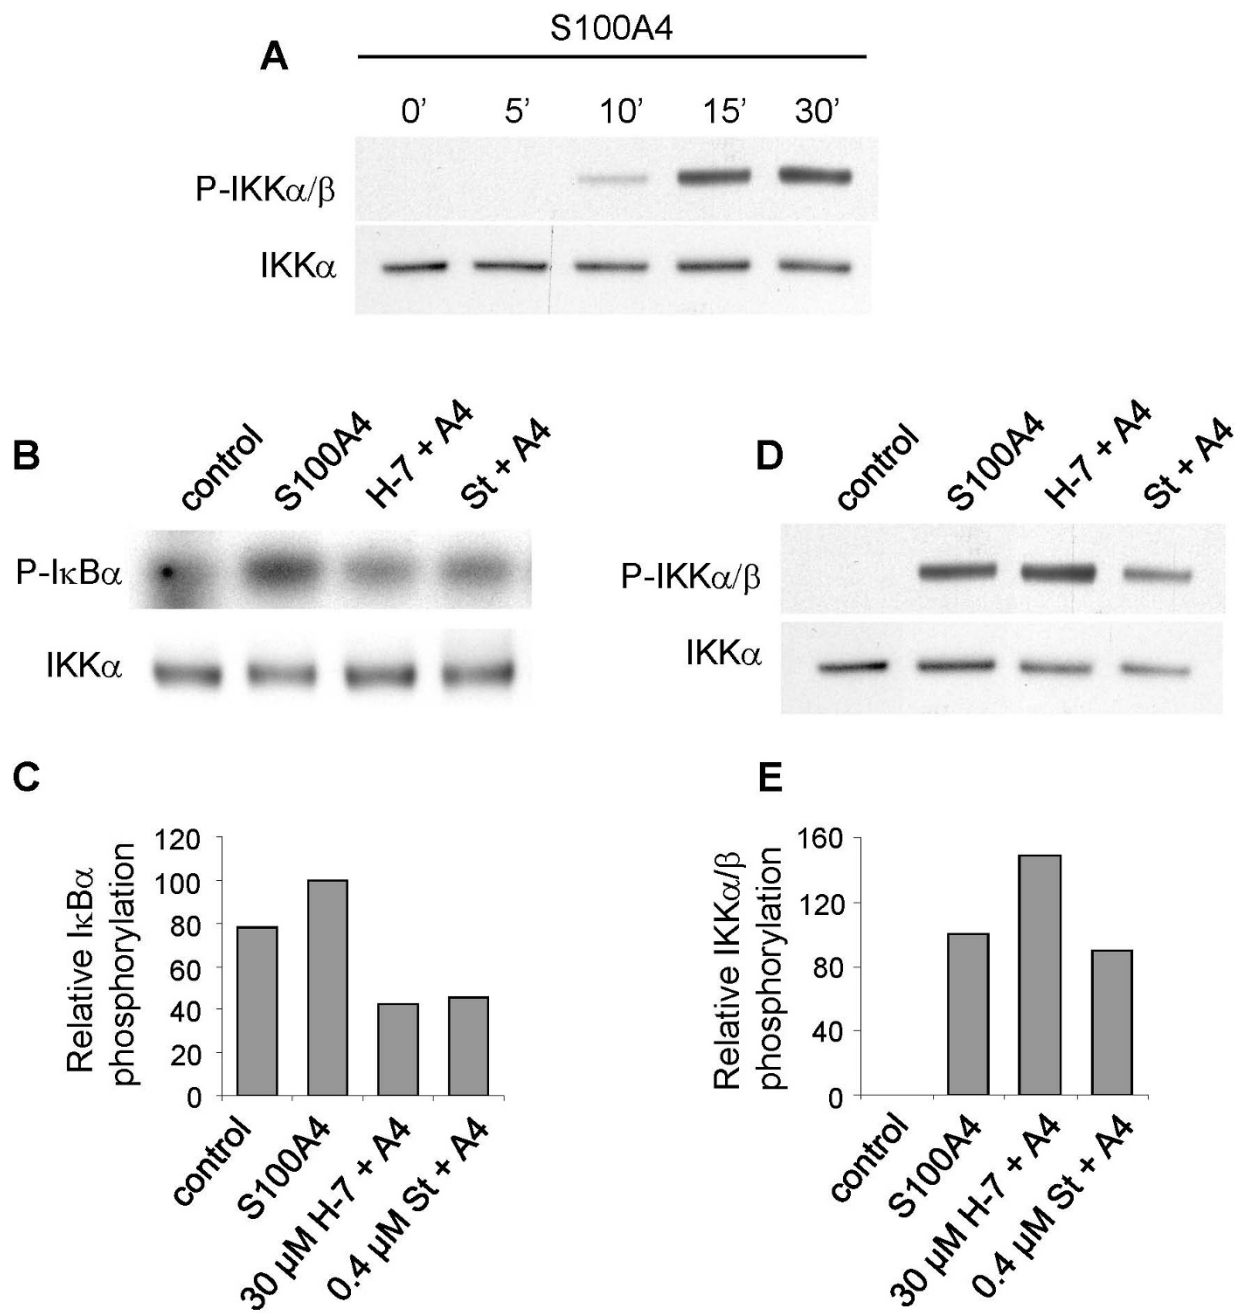 S100A4
A
0’ 5’ 10’ 15’ 30’
P-IKKα/β
IKKα
B
control S100A4 H-7 + A4 St + A4
P-IκBα
IKKα
D
control S100A4 H-7 + A4 St + A4
P-IKKα/β
IKKα
C
Relative IκBα
phosphorylation
120
100
80
60
40
20
0
control S100A4 30 µM H-7 + A4 0.4 µM St + A4
E
Relative IKKα/β
phosphorylation
160
120
80
40
0
control S100A4 30 µM H-7 + A4 0.4 µM St + A4